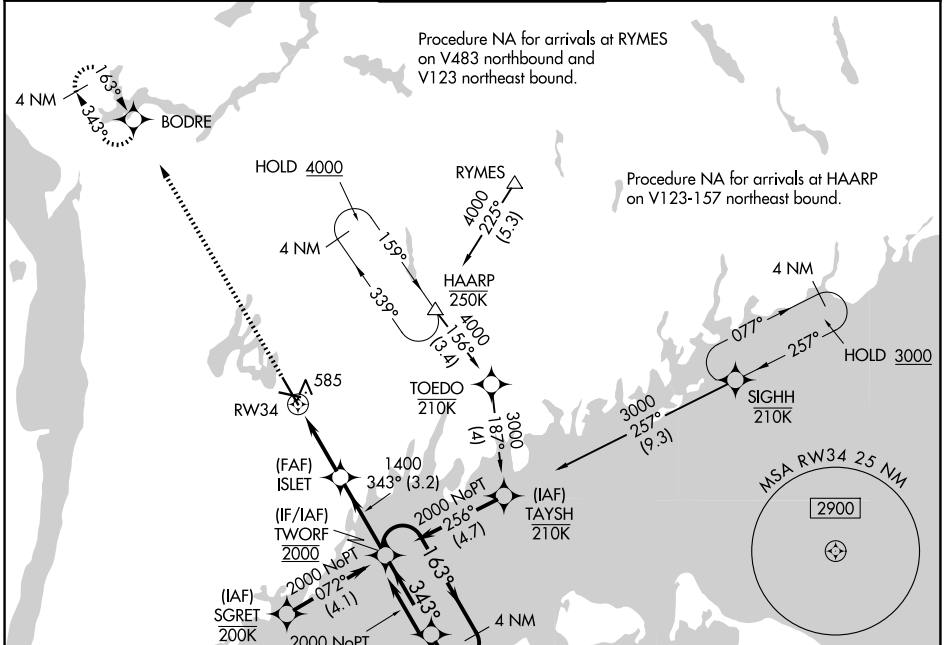 Procedure NA for arrivals at RYMES
on V483 northbound and
V123 northeast bound.
163°
4 NM
343°
BODRE
HOLD 4000
RYMES
Procedure NA for arrivals at HAARP
on V123-157 northeast bound.
4000
225°
(5.3)
159°
4 NM
339°
HAARP
250K
4 NM
4000
156°
(3.4)
077°
257°
HOLD 3000
585
RW34
TOEDO
210K
SIGHH
210K
3000
187°
(4)
3000
257°
(9.3)
(FAF)
ISLET
1400
343° (3.2)
MSA RW34 25 NM
2900
(IF/IAF)
TWORF
2000
2000 NoPT
256°
(4.7)
(IAF)
TAYSH
210K
2000 NoPT
072°
(4.1)
163°
343°
(IAF)
SGRET
200K
4 NM
2000 NoPT